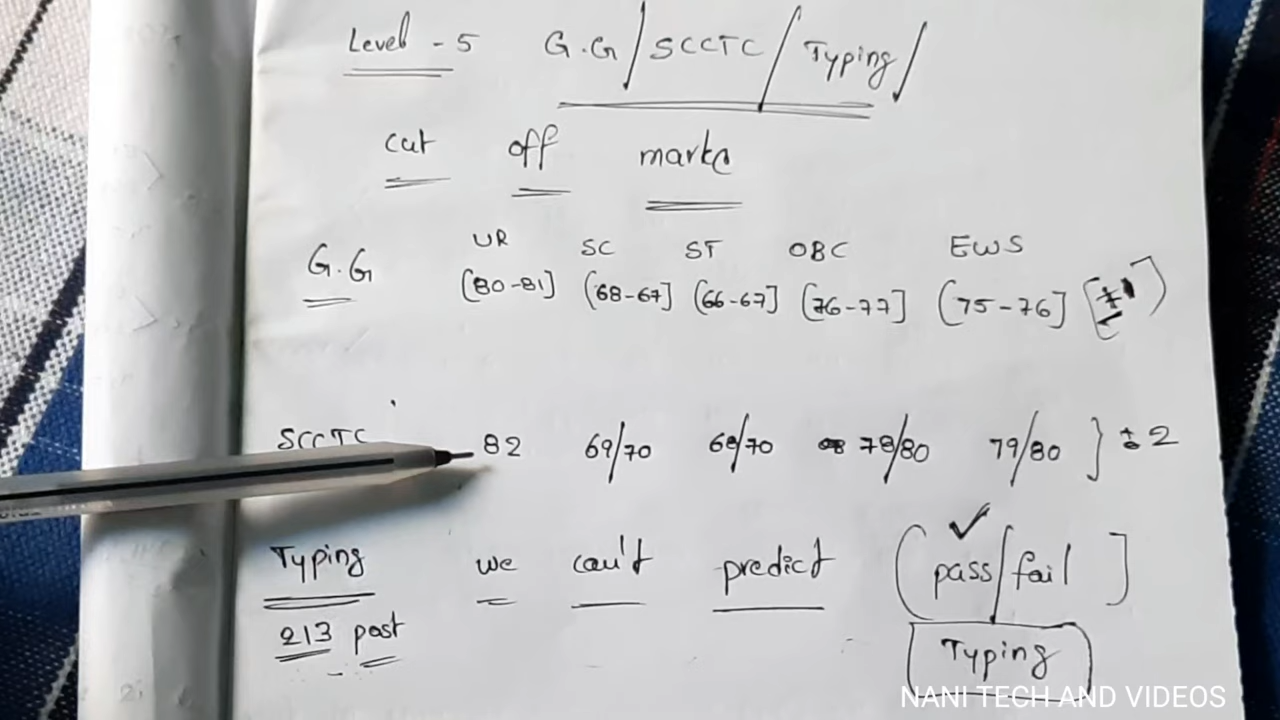 Level - 5 G.G/SCCTC/Typing/
cut off marks
UR SC ST OBC EWS
G.G (80-81] (68-67] (66-67] (76-77] (75-76] [±1]
SCCTC 82 69/70 68/70 78/80 79/80 } ± 2
Typing we can't predict (pass/fail]
213 post
Typing
NANI TECH AND VIDEOS